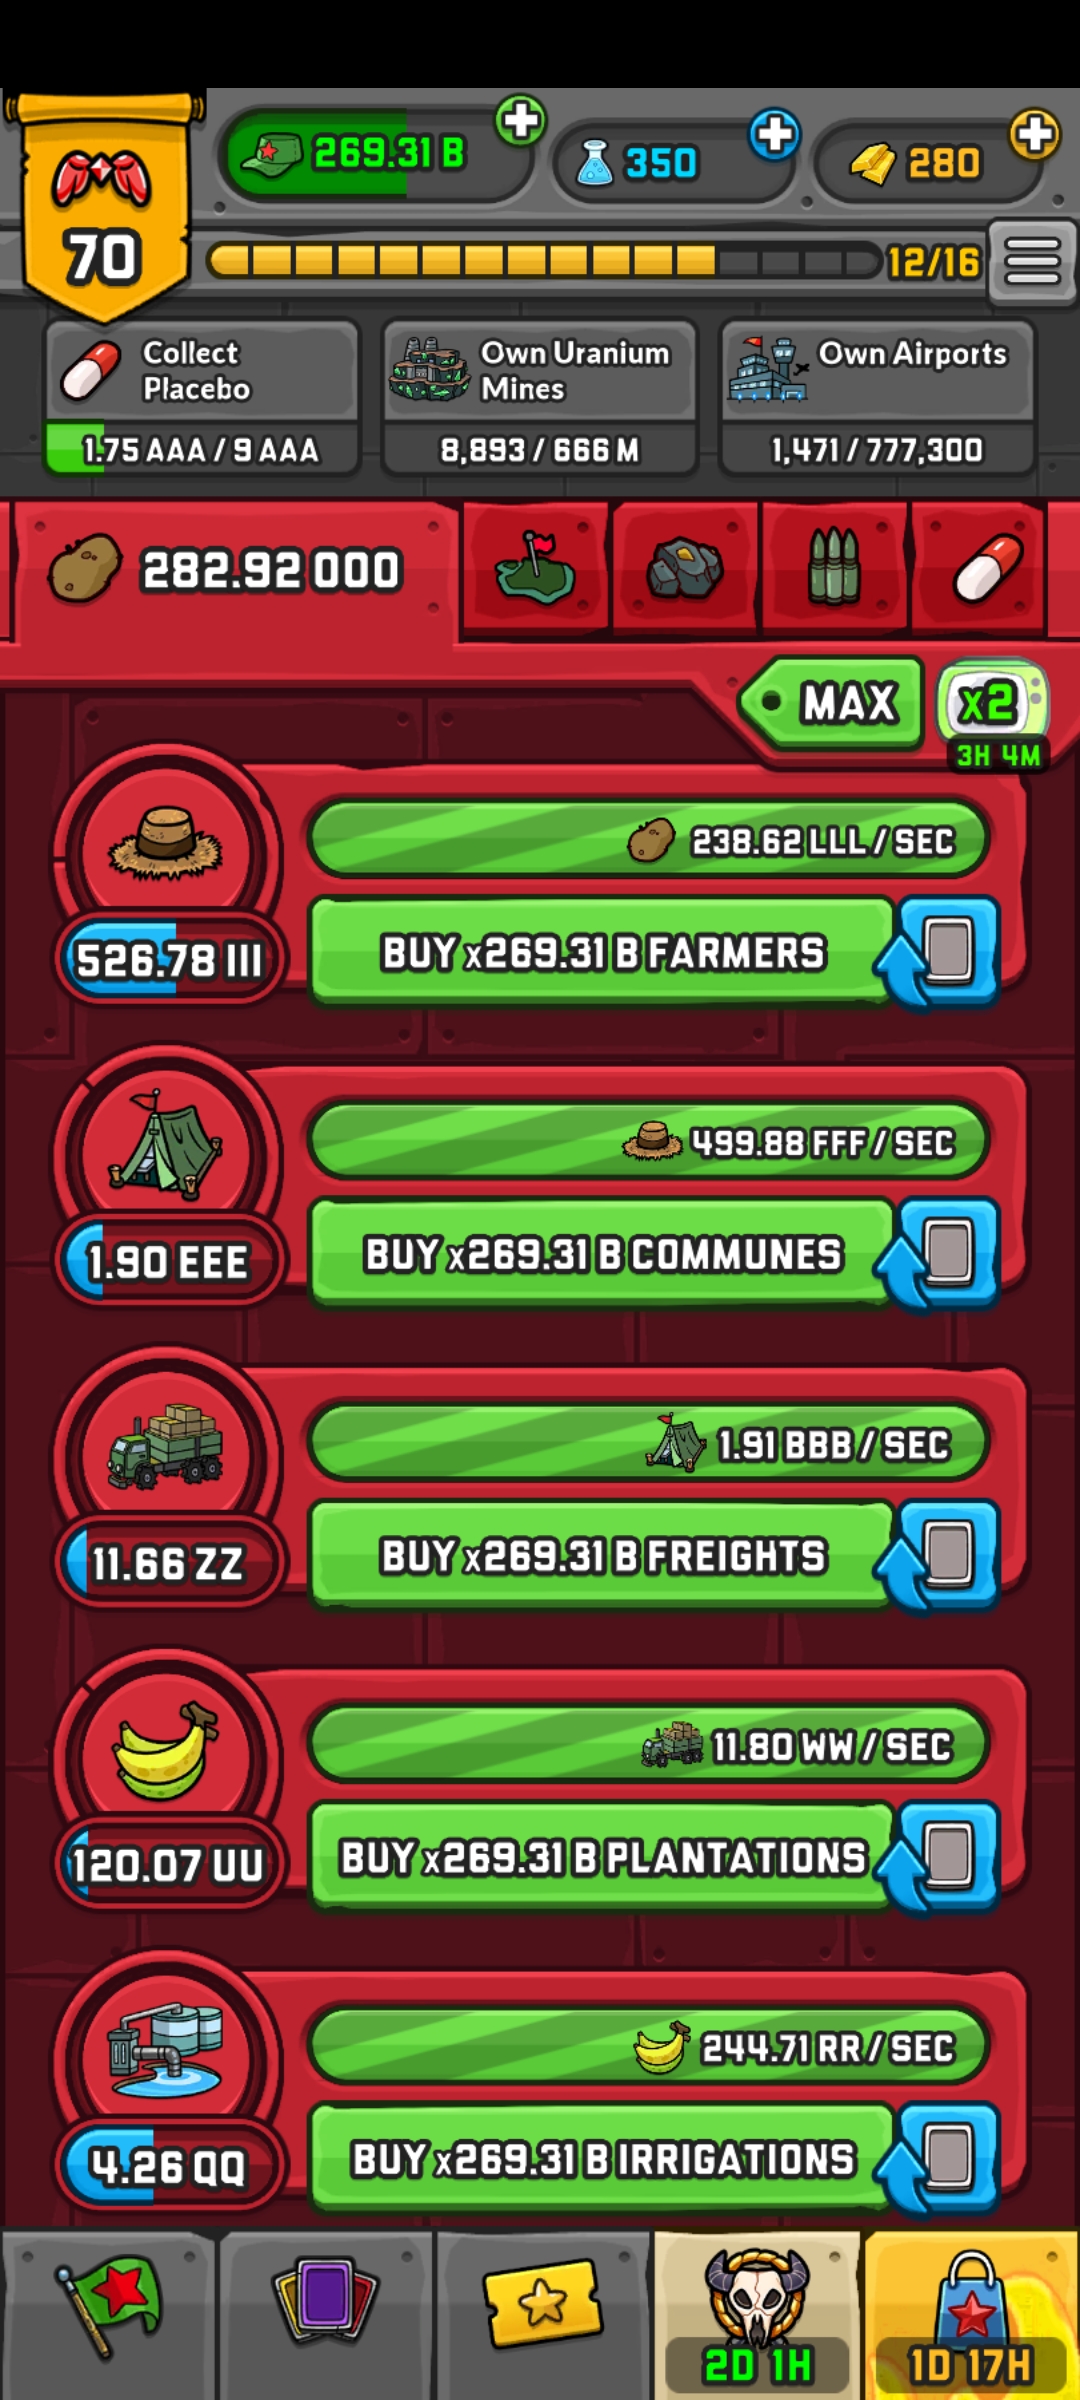 269.31 B
350
280
70
12/16
Collect
Placebo
1.75 AAA / 9 AAA
Own Uranium
Mines
8,893 / 666 M
Own Airports
1,471 / 777,300
282.92 OOO
MAX
x2
3H 4M
238.62 LLL / SEC
526.78 III
BUY x269.31 B FARMERS
499.88 FFF / SEC
1.90 EEE
BUY x269.31 B COMMUNES
1.91 BBB / SEC
11.66 ZZ
BUY x269.31 B FREIGHTS
11.80 WW / SEC
120.07 UU
BUY x269.31 B PLANTATIONS
244.71 RR / SEC
4.26 QQ
BUY x269.31 B IRRIGATIONS
2D 1H
1D 17H